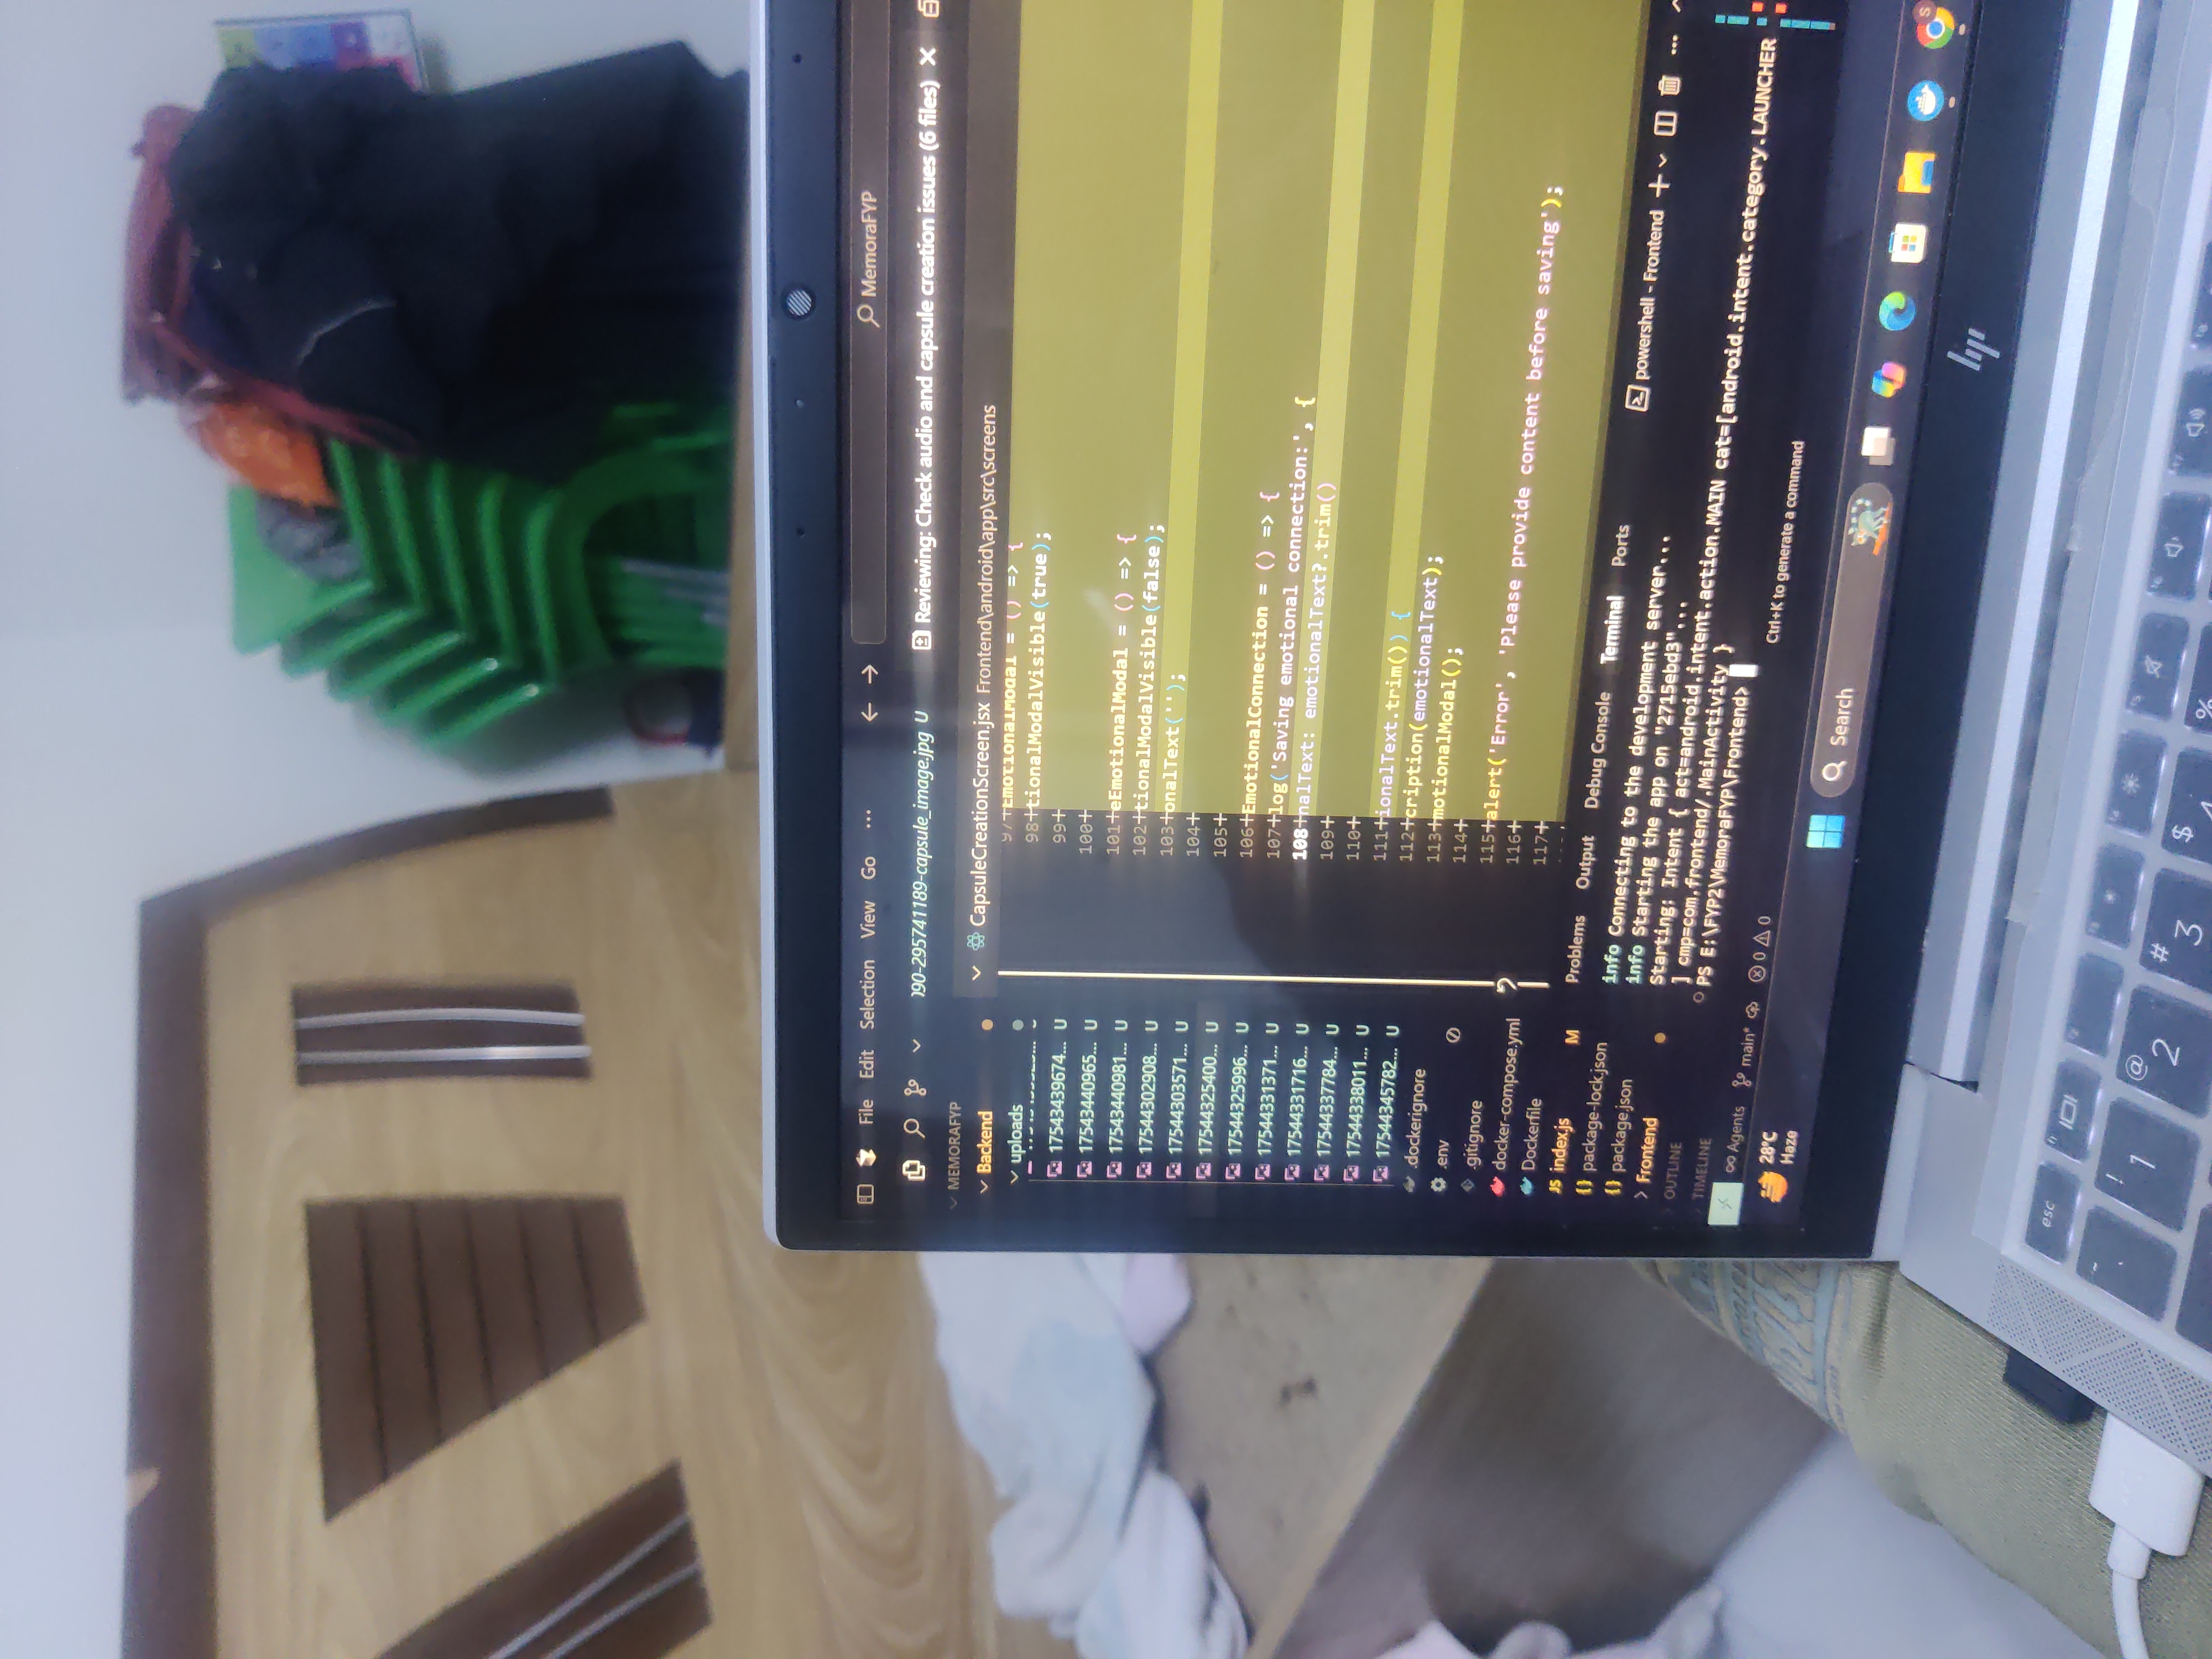 File Edit Selection View Go ···
MemoraFYP
090-295741189-capsule_image.jpg U
Reviewing: Check audio and capsule creation issues (6 files)
MEMORAFYP
Backend
uploads
17543439674... U
17543440965... U
17543440981... U
17544302908... U
17544303571... U
17544325400... U
17544325996... U
17544331371... U
17544331716... U
17544337784... U
17544338011... U
17544345782... U
.dockerignore
.env
.gitignore
docker-compose.yml
Dockerfile
JS index.js M
{} package-lock.json
{} package.json
Frontend
OUTLINE
TIMELINE
CapsuleCreationScreen.jsx Frontend\android\app\src\screens
97+EmotionalModal = () => {
98+tionalModalVisible(true);
99+
100+
101+eEmotionalModal = () => {
102+tionalModalVisible(false);
103+onalText('');
104+
105+
106+EmotionalConnection = () => {
107+log('Saving emotional connection:', {
108+nalText: emotionalText?.trim()
109+
110+
111+ionalText.trim()) {
112+cription(emotionalText);
113+motionalModal();
114+
115+alert('Error', 'Please provide content before saving');
116+
117+
Problems Output Debug Console Terminal Ports
powershell - Frontend
info Connecting to the development server...
info Starting the app on "2715ebd3"...
Starting: Intent { act=android.intent.action.MAIN cat=[android.intent.category.LAUNCHER
] cmp=com.frontend/.MainActivity }
PS E:\FYP2\MemoraFYP\Frontend>
Ctrl+K to generate a command
Agents main* 0 0
28°C
Haze
Search
S
hp
esc
! 1
@ 2
# 3
$ 4
%